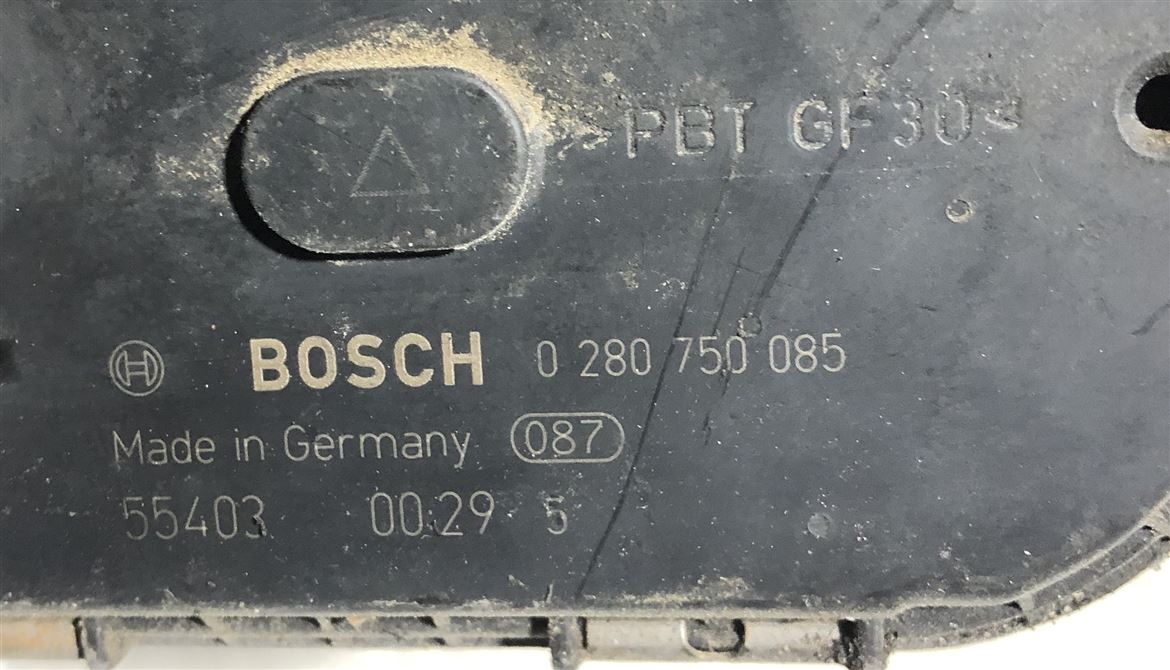 >PBT GF30<
BOSCH 0 280 750 085
Made in Germany 087
55403 00:29 5